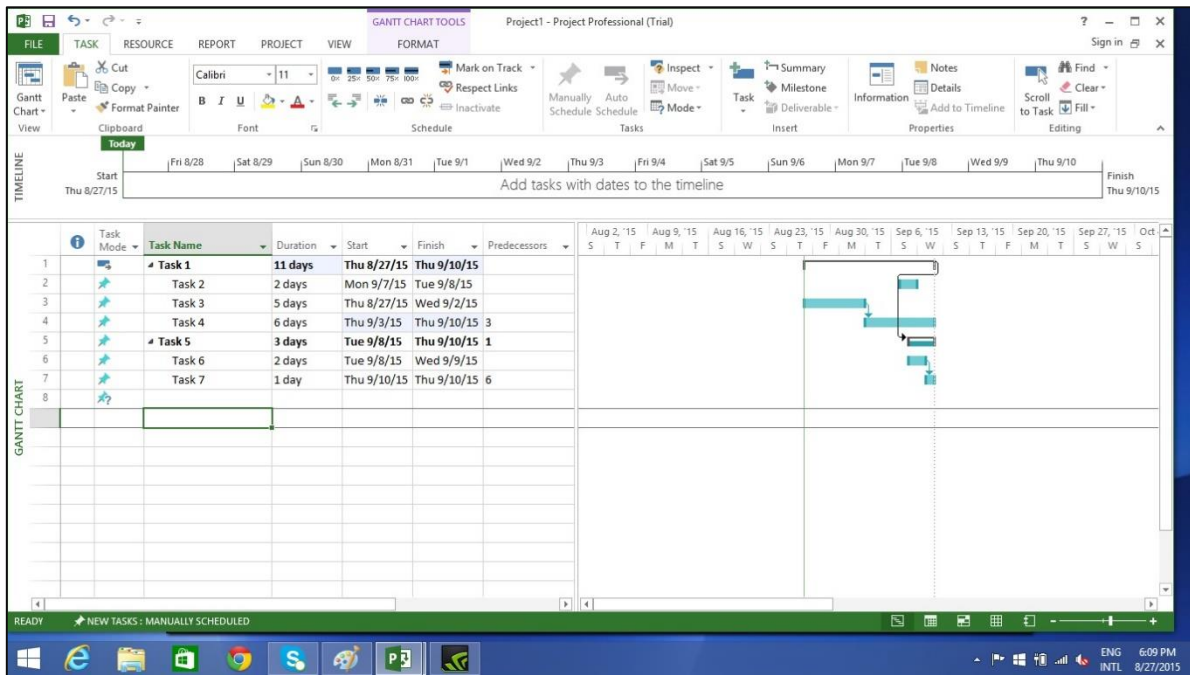 GANTT CHART TOOLS Project1 - Project Professional (Trial) ?
FILE TASK RESOURCE REPORT PROJECT VIEW FORMAT Sign in
Gantt Chart
View
Paste
Cut
Copy
Format Painter
Clipboard
Calibri 11
B I U A
Font
0× 25× 50× 75× 100×
Mark on Track
Respect Links
Inactivate
Schedule
Manually Schedule
Auto Schedule
Inspect
Move
Mode
Tasks
Task
Summary
Milestone
Deliverable
Insert
Information
Notes
Details
Add to Timeline
Properties
Scroll to Task
Find
Clear
Fill
Editing
TIMELINE
Today
Start
Thu 8/27/15
Fri 8/28 Sat 8/29 Sun 8/30 Mon 8/31 Tue 9/1 Wed 9/2 Thu 9/3 Fri 9/4 Sat 9/5 Sun 9/6 Mon 9/7 Tue 9/8 Wed 9/9 Thu 9/10
Add tasks with dates to the timeline
Finish
Thu 9/10/15
GANTT CHART
Task Mode Task Name Duration Start Finish Predecessors
Aug 2, '15 Aug 9, '15 Aug 16, '15 Aug 23, '15 Aug 30, '15 Sep 6, '15 Sep 13, '15 Sep 20, '15 Sep 27, '15 Oct
S T F M T S W S T F M T S W S T F M T S W S
1 Task 1 11 days Thu 8/27/15 Thu 9/10/15
2 Task 2 2 days Mon 9/7/15 Tue 9/8/15
3 Task 3 5 days Thu 8/27/15 Wed 9/2/15
4 Task 4 6 days Thu 9/3/15 Thu 9/10/15 3
5 Task 5 3 days Tue 9/8/15 Thu 9/10/15 1
6 Task 6 2 days Tue 9/8/15 Wed 9/9/15
7 Task 7 1 day Thu 9/10/15 Thu 9/10/15 6
8
READY NEW TASKS : MANUALLY SCHEDULED
ENG 6:09 PM
INTL 8/27/2015